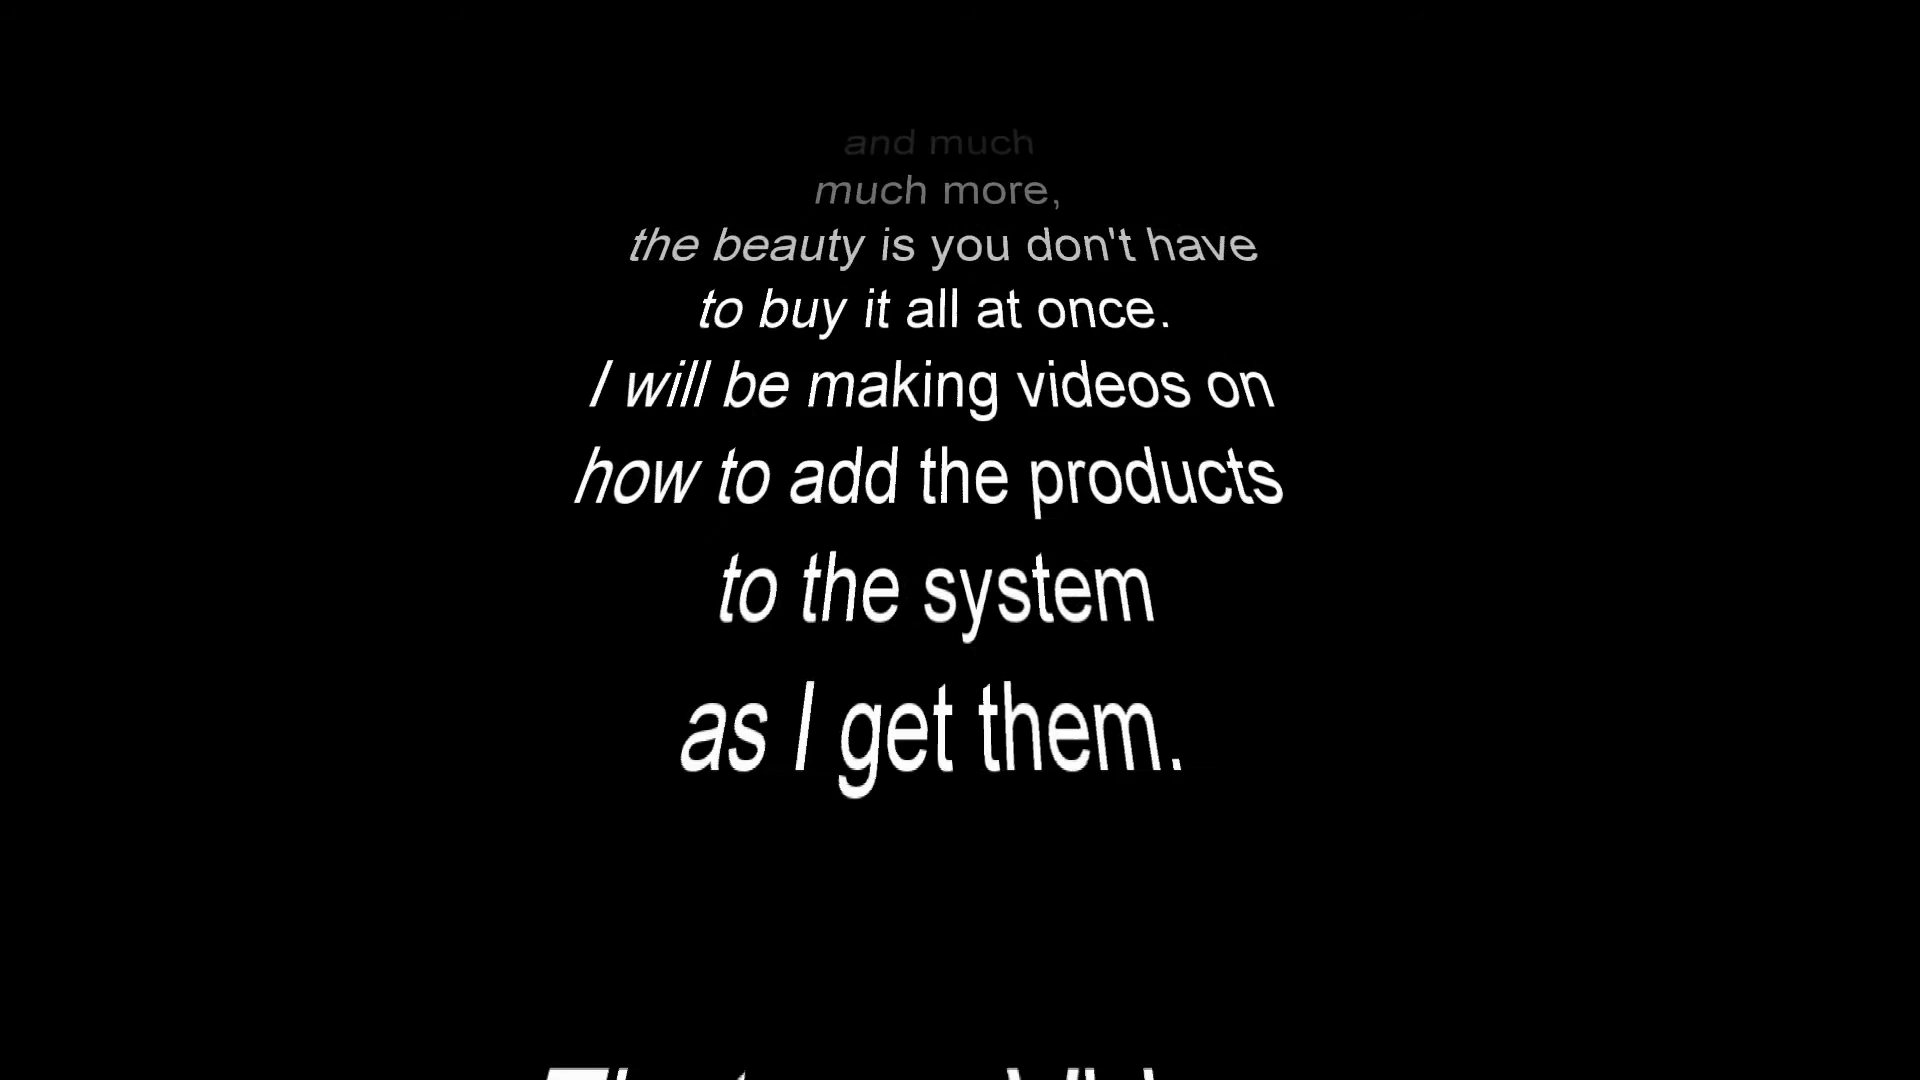 and much
much more,
the beauty is you don't have
to buy it all at once.
I will be making videos on
how to add the products
to the system
as I get them.